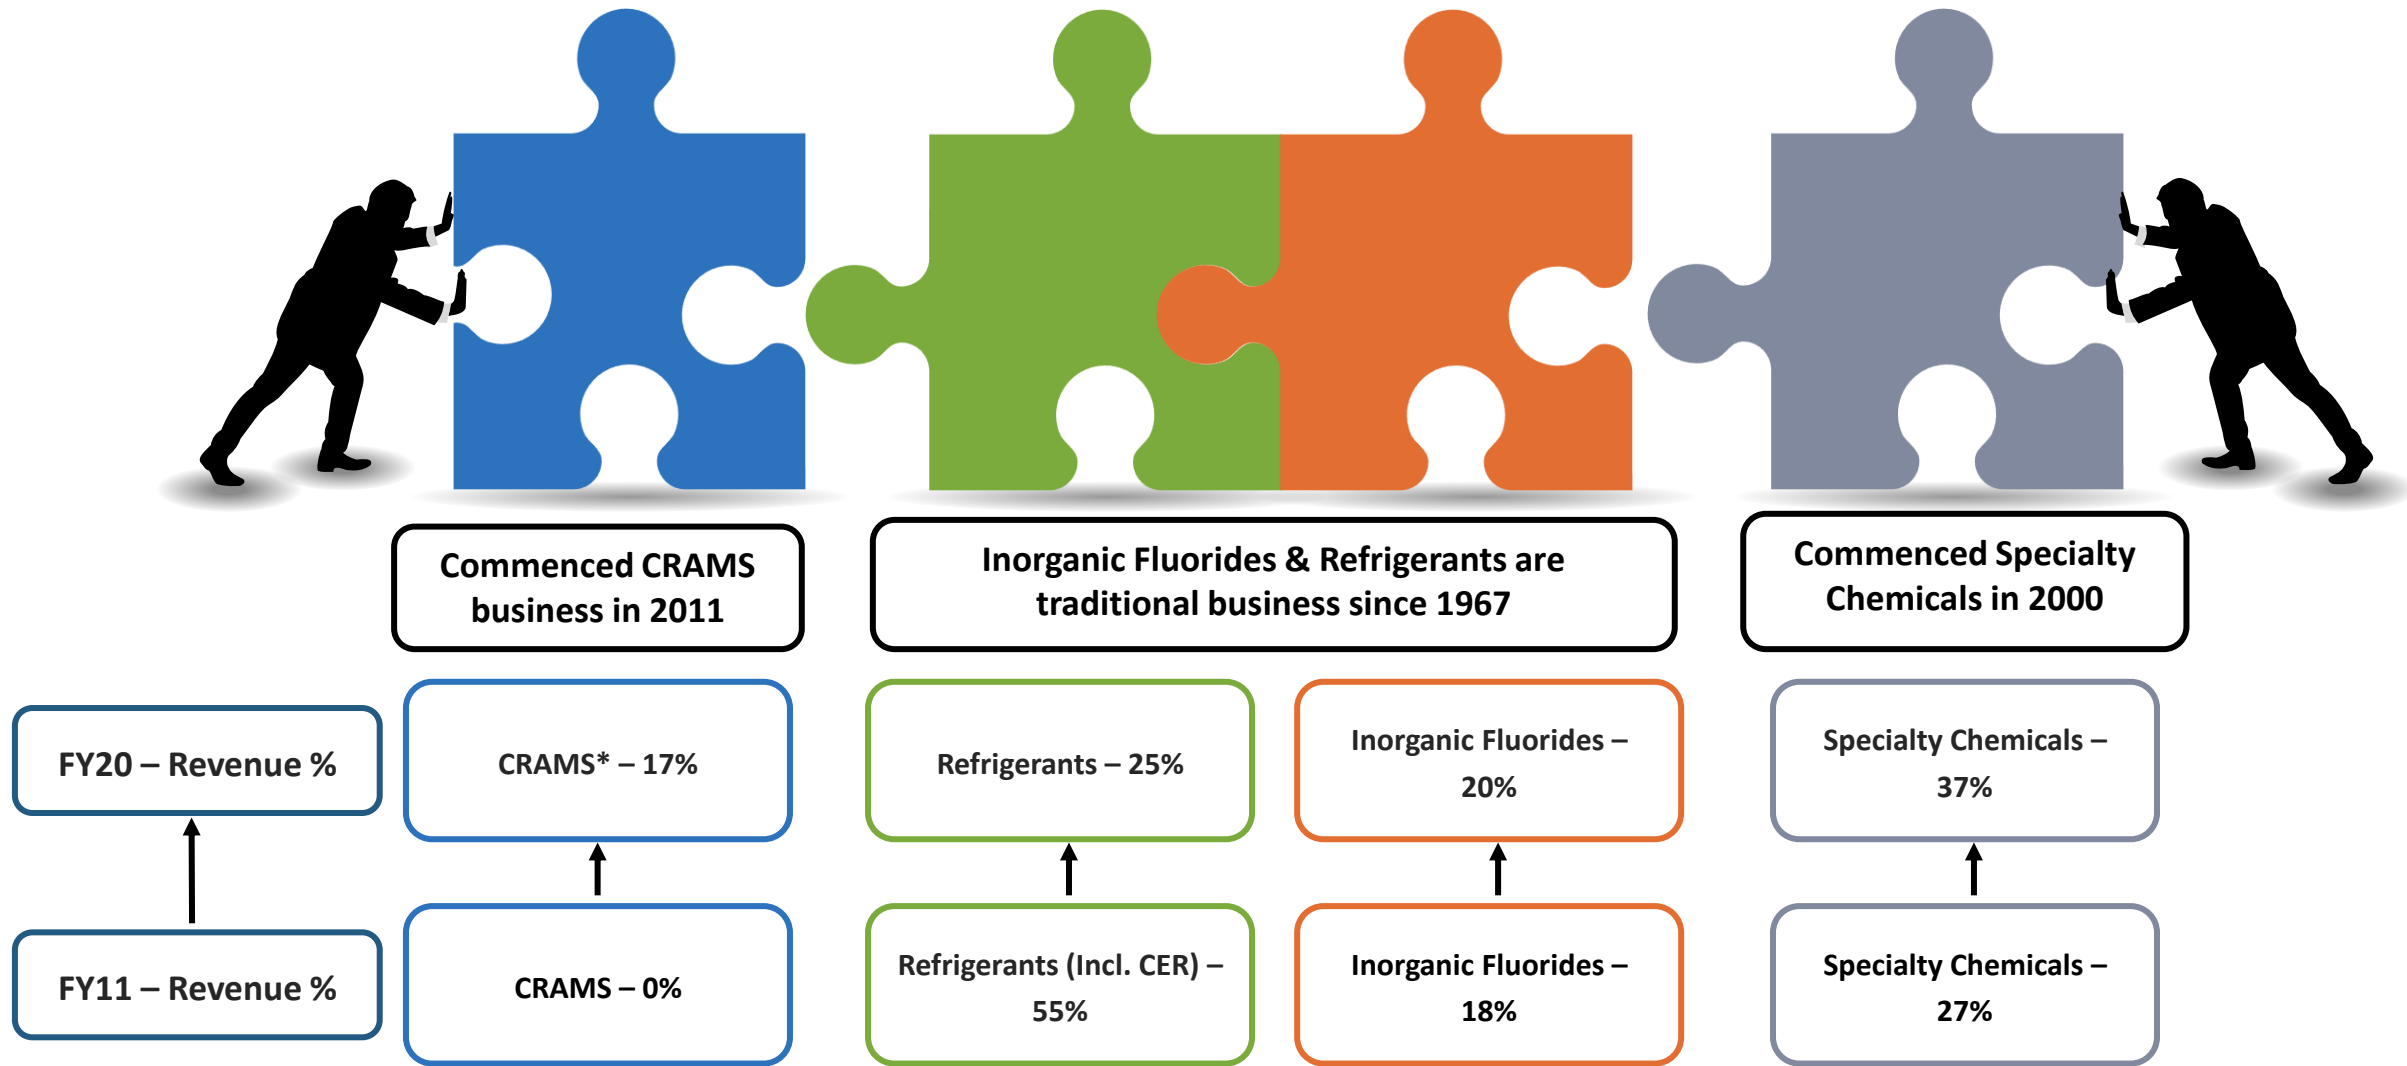 Commenced CRAMS
business in 2011
Inorganic Fluorides & Refrigerants are
traditional business since 1967
Commenced Specialty
Chemicals in 2000
FY20 – Revenue %
CRAMS* – 17%
Refrigerants – 25%
Inorganic Fluorides –
20%
Specialty Chemicals –
37%
FY11 – Revenue %
CRAMS – 0%
Refrigerants (Incl. CER) –
55%
Inorganic Fluorides –
18%
Specialty Chemicals –
27%